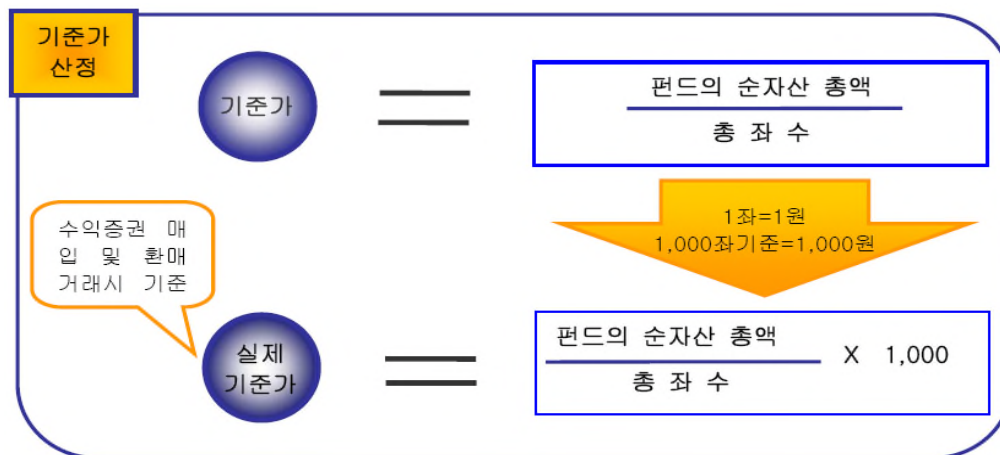 기준가
산정
기준가
펀드의 순자산 총액
총 좌 수
1좌=1원
1,000좌기준=1,000원
수익증권 매
입 및 환매
거래시 기준
실제
기준가
펀드의 순자산 총액
총 좌 수
X 1,000